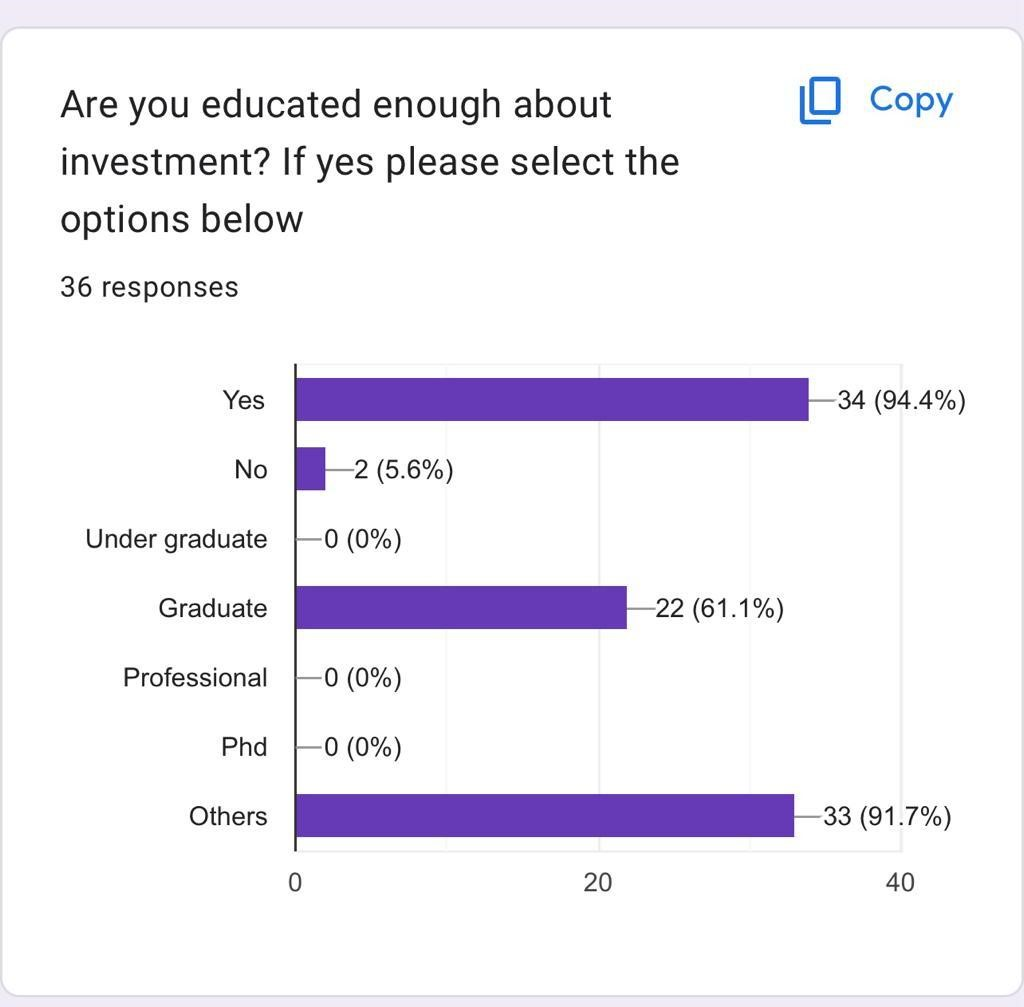 Are you educated enough about
investment? If yes please select the
options below
Copy
36 responses
Yes 34 (94.4%)
No 2 (5.6%)
Under graduate 0 (0%)
Graduate 22 (61.1%)
Professional 0 (0%)
Phd 0 (0%)
Others 33 (91.7%)
0 20 40